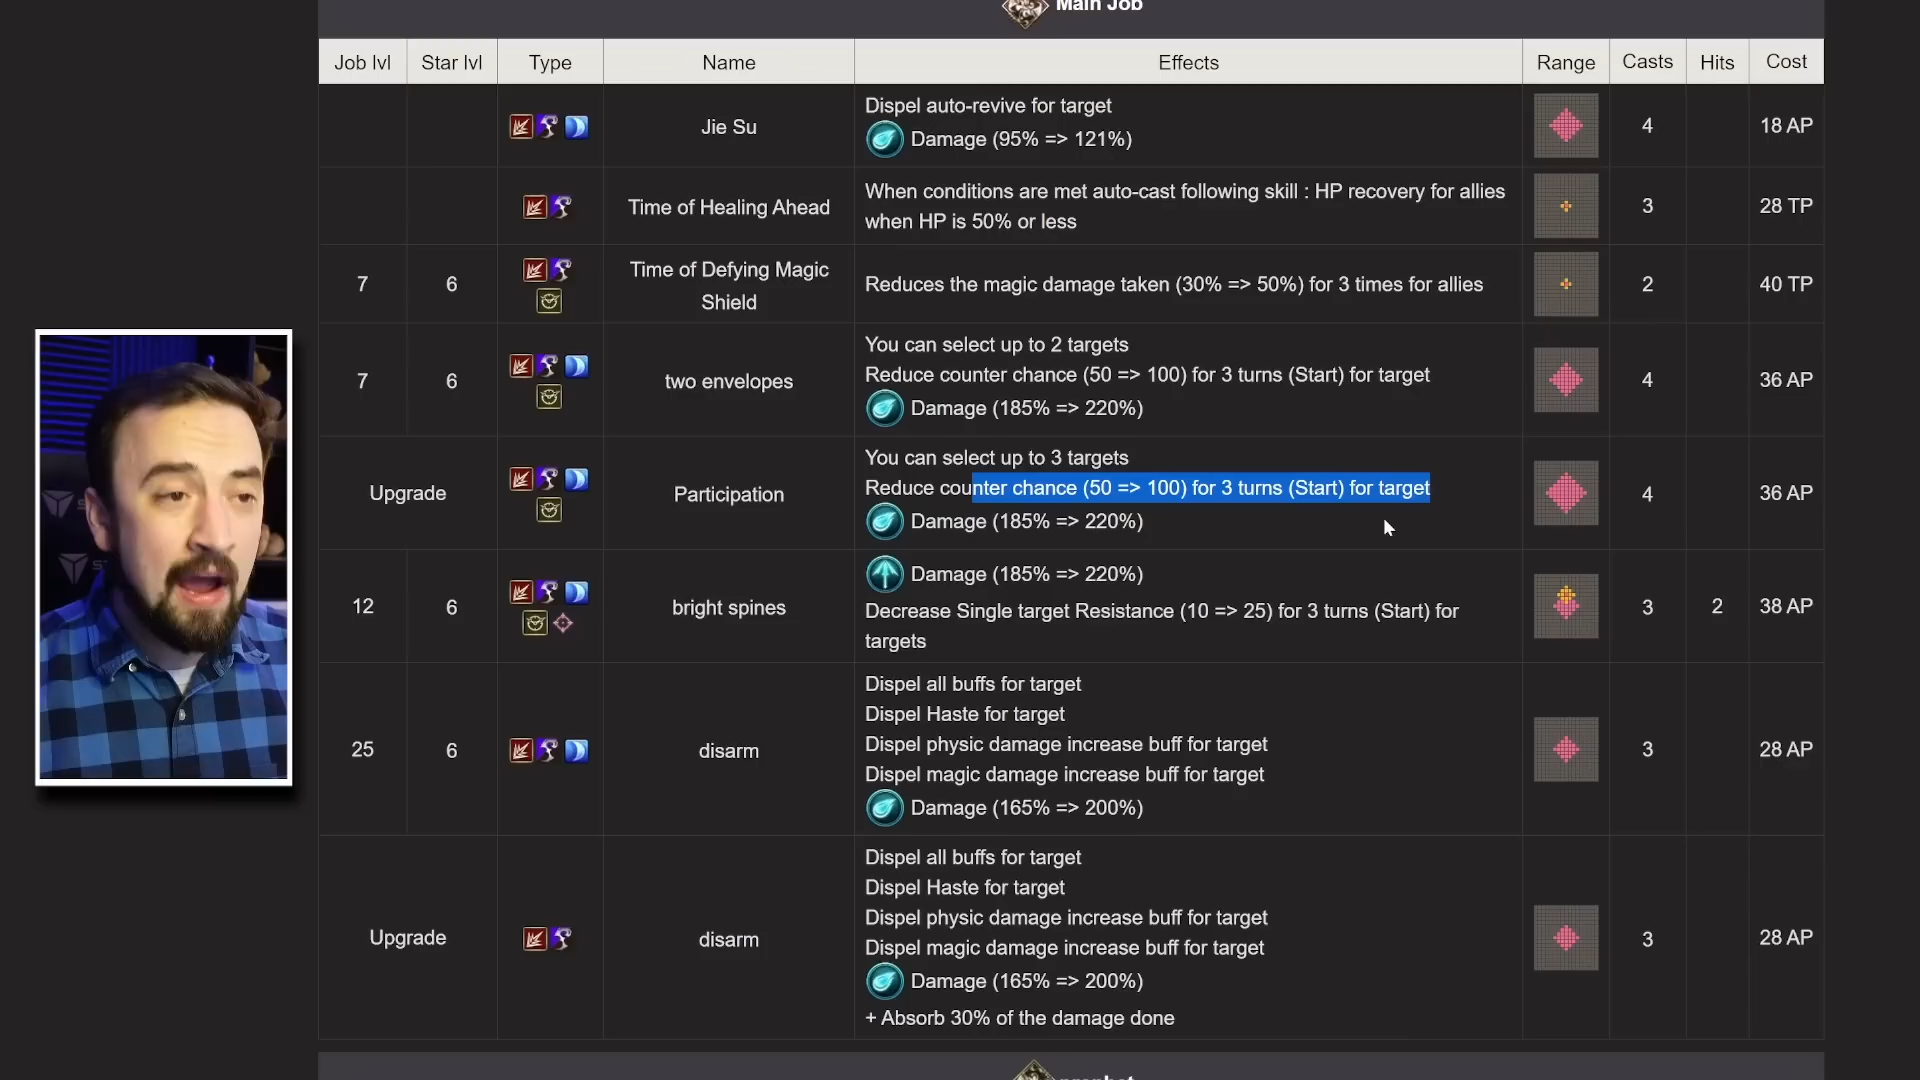 Main Job
Job lvl Star lvl Type Name Effects Range Casts Hits Cost
Jie Su
Dispel auto-revive for target
Damage (95% => 121%)
4
18 AP
Time of Healing Ahead
When conditions are met auto-cast following skill : HP recovery for allies
when HP is 50% or less
3
28 TP
7
6
Time of Defying Magic
Shield
Reduces the magic damage taken (30% => 50%) for 3 times for allies
2
40 TP
7
6
two envelopes
You can select up to 2 targets
Reduce counter chance (50 => 100) for 3 turns (Start) for target
Damage (185% => 220%)
4
36 AP
Upgrade
Participation
You can select up to 3 targets
Reduce counter chance (50 => 100) for 3 turns (Start) for target
Damage (185% => 220%)
4
36 AP
12
6
bright spines
Damage (185% => 220%)
Decrease Single target Resistance (10 => 25) for 3 turns (Start) for
targets
3
2
38 AP
25
6
disarm
Dispel all buffs for target
Dispel Haste for target
Dispel physic damage increase buff for target
Dispel magic damage increase buff for target
Damage (165% => 200%)
3
28 AP
Upgrade
disarm
Dispel all buffs for target
Dispel Haste for target
Dispel physic damage increase buff for target
Dispel magic damage increase buff for target
Damage (165% => 200%)
+ Absorb 30% of the damage done
3
28 AP